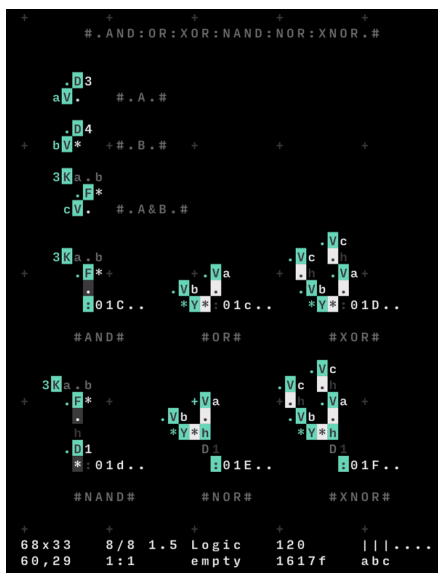 #.AND:OR:XOR:NAND:NOR:XNOR.#
.D3
aV. #.A.#
.D4
bV* #.B.#
3Ka.b
.F*
cV. #.A&B.#
.Vc
3Ka.b .Vc .h
.F* .Va .h .Va
. .Vb . .Vb .
:01C.. *Y*:01c.. *Y*:01D..
#AND# #OR# #XOR#
.Vc
3Ka.b .Vc .h
.F* +Va .h .Va
. .Vb . .Vb .
h *Y*h *Y*h
.D1 D1 D1
*:01d.. :01E.. :01F..
#NAND# #NOR# #XNOR#
68x33 8/8 1.5 Logic 120 |||....
60,29 1:1 empty 1617f abc